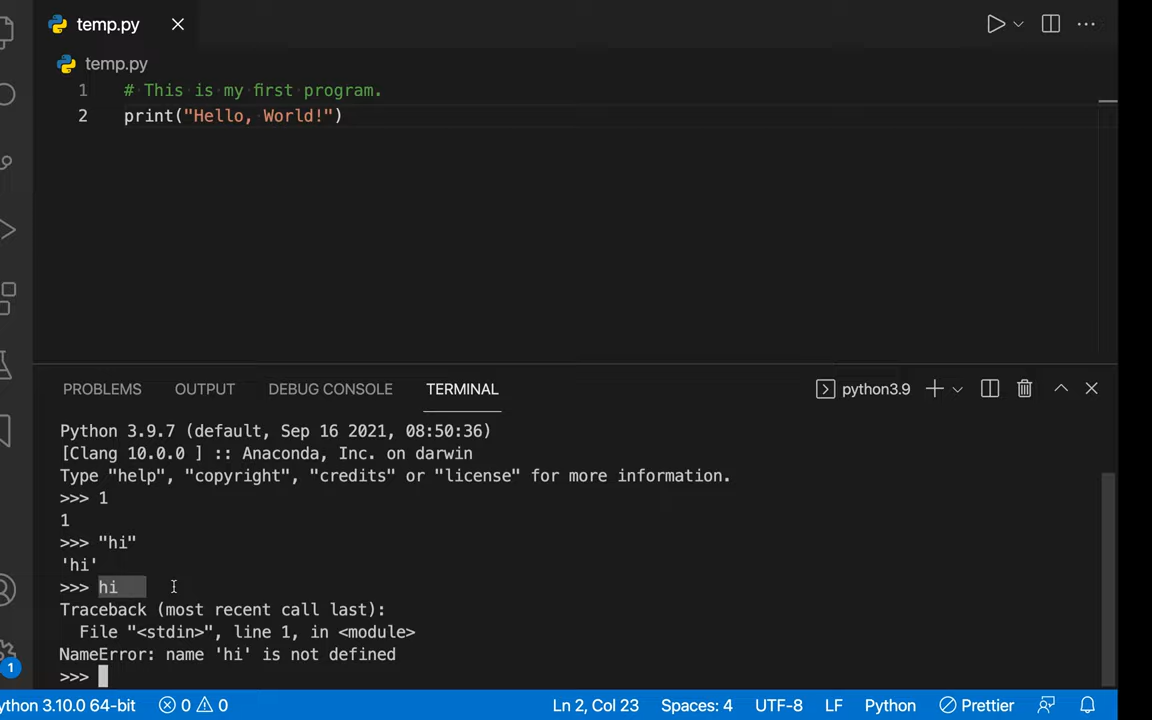 temp.py
temp.py
1 # This is my first program.
2 print("Hello, World!")
PROBLEMS OUTPUT DEBUG CONSOLE TERMINAL python3.9
Python 3.9.7 (default, Sep 16 2021, 08:50:36)
[Clang 10.0.0 ] :: Anaconda, Inc. on darwin
Type "help", "copyright", "credits" or "license" for more information.
>>> 1
1
>>> "hi"
'hi'
>>> hi
Traceback (most recent call last):
  File "<stdin>", line 1, in <module>
NameError: name 'hi' is not defined
>>>
1
ython 3.10.0 64-bit 0 0 Ln 2, Col 23 Spaces: 4 UTF-8 LF Python Prettier